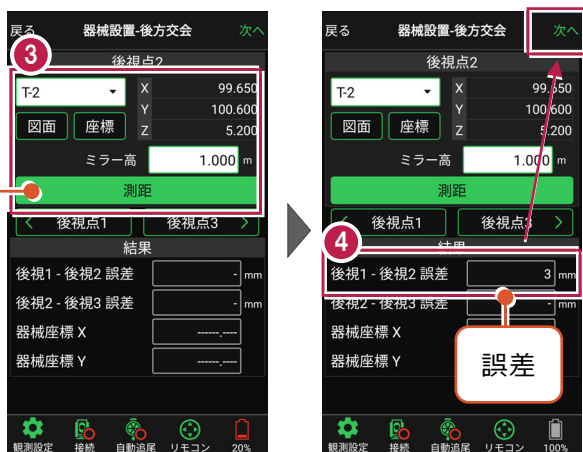 戻る 器械設置-後方交会 次へ
3
後視点2
T-2 X 99.650
Y 100.600
図面 座標 Z 5.200
ミラー高 1.000 m
測距
< 後視点1 後視点3 >
結果
後視1 - 後視2 誤差 - mm
後視2 - 後視3 誤差 - mm
器械座標 X ------.----
器械座標 Y ------.----
観測設定 接続 自動追尾 リモコン 20%
戻る 器械設置-後方交会 次へ
後視点2
T-2 X 99.650
Y 100.600
図面 座標 Z 5.200
ミラー高 1.000 m
測距
< 後視点1 後視点3 >
4
結果
後視1 - 後視2 誤差 3 mm
後視2 - 後視3 誤差 - mm
器械座標 X
器械座標 Y
誤差
観測設定 接続 自動追尾 リモコン 100%